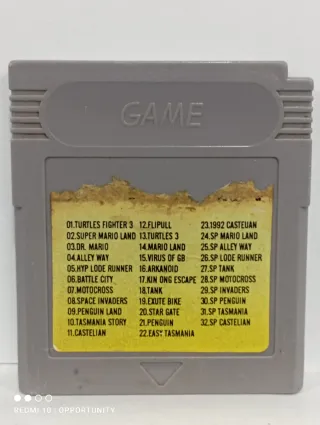 GAME
01.TURTLES FIGHTER 3
02.SUPER MARIO LAND
03.DR. MARIO
04.ALLEY WAY
05.HYP LODE RUNNER
06.BATTLE CITY
07.MOTOCROSS
08.SPACE INVADERS
09.PENGUIN LAND
10.TASMANIA STORY
11.CASTELIAN
12.FLIPULL
13.TURTLES 3
14.MARIO LAND
15.VIRUS OF GB
16.ARKANOID
17.KIN ONG ESCAPE
18.TANK
19.EXUTE BIKE
20.STAR GATE
21.PENGUIN
22.EAST TASMANIA
23.1992 CASTEUAN
24.SP MARIO LAND
25.SP ALLEY WAY
26.SP LODE RUNNER
27.SP TANK
28.SP MOTOCROSS
29.SP INVADERS
30.SP PENGUIN
31.SP TASMANIA
32.SP CASTELIAN
REDMI 10 | OPPORTUNITY